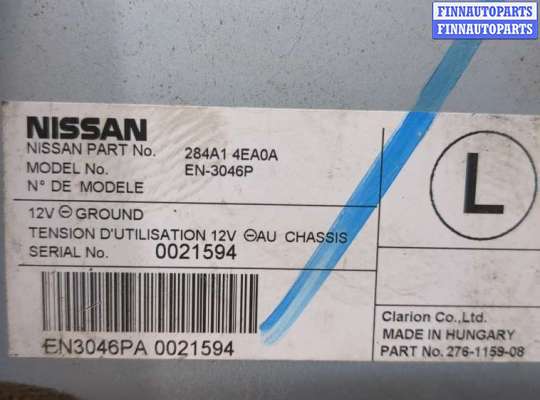 FINNAUTOPARTS
FINNAUTOPARTS
NISSAN
NISSAN PART No. 284A1 4EA0A
MODEL No. EN-3046P
N° DE MODELE
12V ⊖ GROUND
TENSION D'UTILISATION 12V ⊖AU CHASSIS
SERIAL No. 0021594
EN3046PA 0021594
L
Clarion Co.,Ltd.
MADE IN HUNGARY
PART No. 276-1159-08